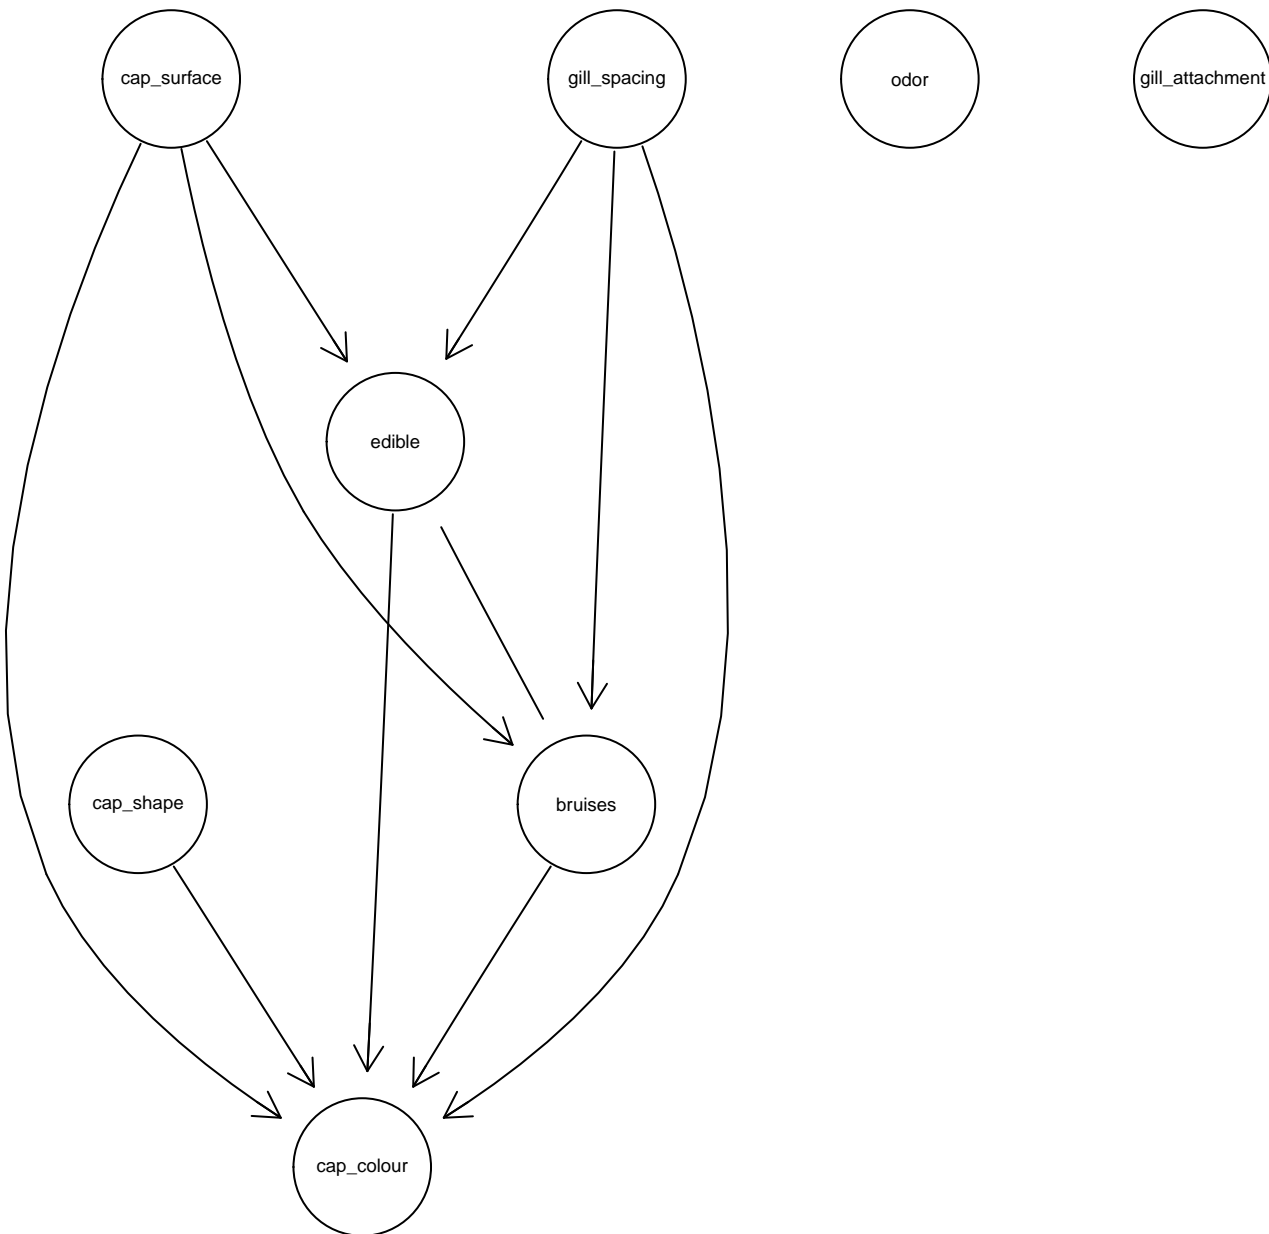 cap_surface
gill_spacing
odor
gill_attachment
edible
cap_shape
bruises
cap_colour